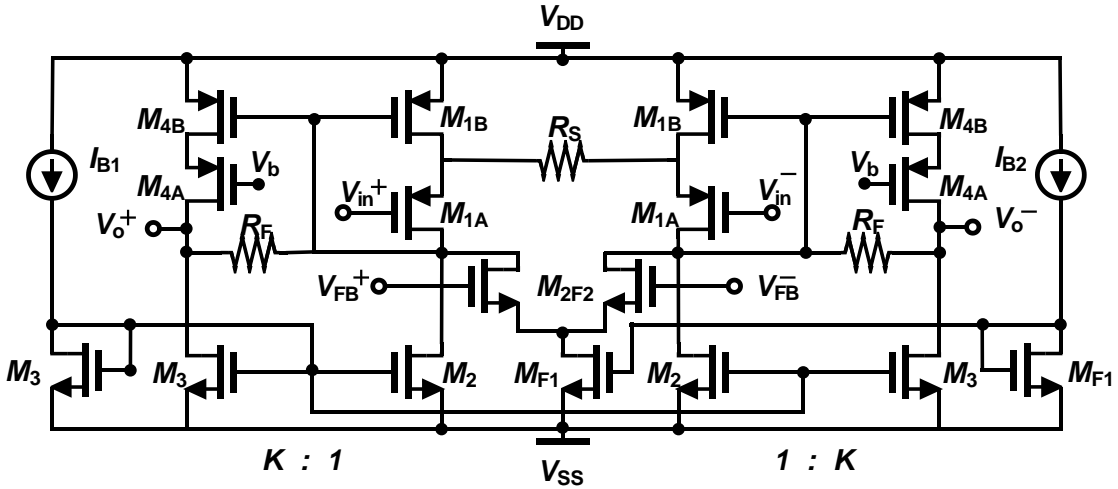 VDD
M4B M1B RS M1B M4B
IB1 Vb Vin+ Vin− Vb IB2
M4A M1A M1A M4A
Vo+ RF RF Vo−
VFB+ M2F2 VFB−
M3 M3 M2 MF1 M2 M3 MF1
K : 1 VSS 1 : K